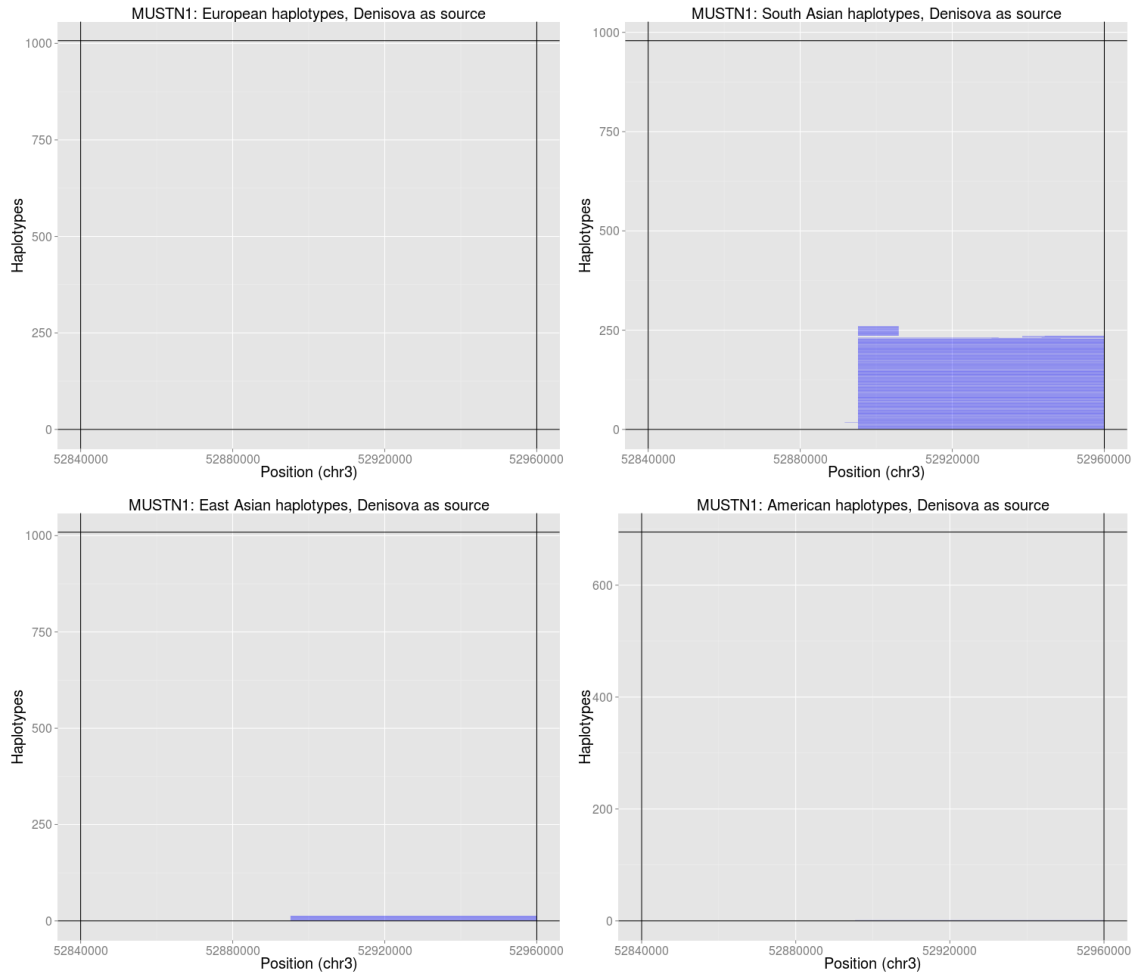 MUSTN1: European haplotypes, Denisova as source
1000
750
500
250
0
Haplotypes
52840000 52880000 52920000 52960000
Position (chr3)
MUSTN1: South Asian haplotypes, Denisova as source
1000
750
500
250
0
Haplotypes
52840000 52880000 52920000 52960000
Position (chr3)
MUSTN1: East Asian haplotypes, Denisova as source
1000
750
500
250
0
Haplotypes
52840000 52880000 52920000 52960000
Position (chr3)
MUSTN1: American haplotypes, Denisova as source
600
400
200
0
Haplotypes
52840000 52880000 52920000 52960000
Position (chr3)